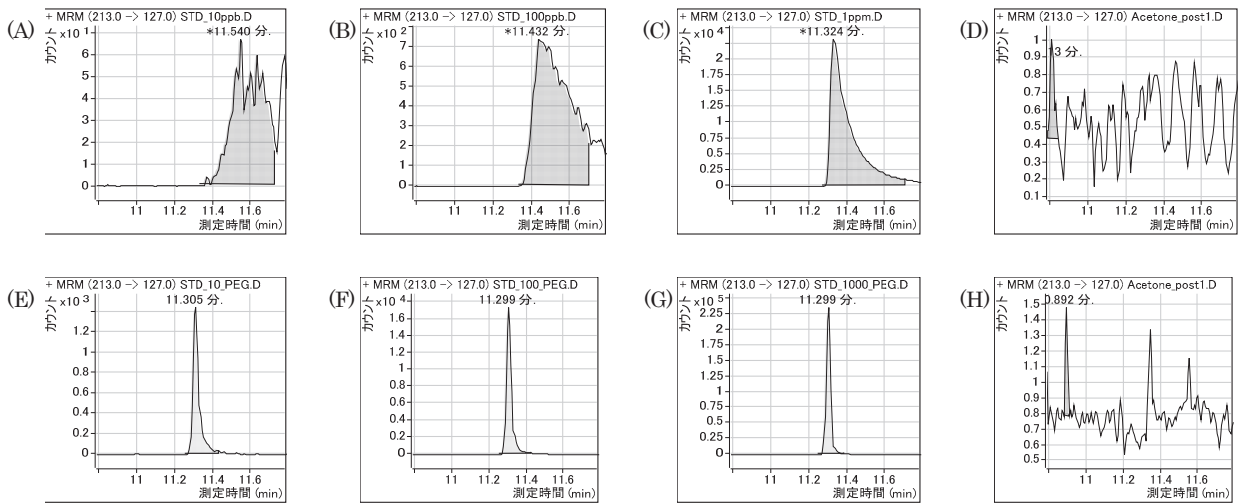 (A)
+ MRM (213.0 -> 127.0) STD_10ppb.D
カウント
x10 1
*11.540 分.
7
6
5
4
3
2
1
0
11 11.2 11.4 11.6
測定時間 (min)
(B)
+ MRM (213.0 -> 127.0) STD_100ppb.D
カウント
x10 2
*11.432 分.
7
6
5
4
3
2
1
0
11 11.2 11.4 11.6
測定時間 (min)
(C)
+ MRM (213.0 -> 127.0) STD_1ppm.D
カウント
x10 4
*11.324 分.
2.25
2
1.75
1.5
1.25
1
0.75
0.5
0.25
0
11 11.2 11.4 11.6
測定時間 (min)
(D)
+ MRM (213.0 -> 127.0) Acetone_post1.D
カウント
3 分.
1
0.9
0.8
0.7
0.6
0.5
0.4
0.3
0.2
0.1
11 11.2 11.4 11.6
測定時間 (min)
(E)
+ MRM (213.0 -> 127.0) STD_10_PEG.D
カウント
x10 3
11.305 分.
1.4
1.2
1
0.8
0.6
0.4
0.2
0
11 11.2 11.4 11.6
測定時間 (min)
(F)
+ MRM (213.0 -> 127.0) STD_100_PEG.D
カウント
x10 4
11.299 分.
1.8
1.6
1.4
1.2
1
0.8
0.6
0.4
0.2
0
11 11.2 11.4 11.6
測定時間 (min)
(G)
+ MRM (213.0 -> 127.0) STD_1000_PEG.D
カウント
11.299 分.
2.25
2
1.75
1.5
1.25
1
0.75
0.5
0.25
0
11 11.2 11.4 11.6
測定時間 (min)
(H)
+ MRM (213.0 -> 127.0) Acetone_post1.D
カウント
0.892 分.
1.5
1.4
1.3
1.2
1.1
1
0.9
0.8
0.7
0.6
0.5
11 11.2 11.4 11.6
測定時間 (min)